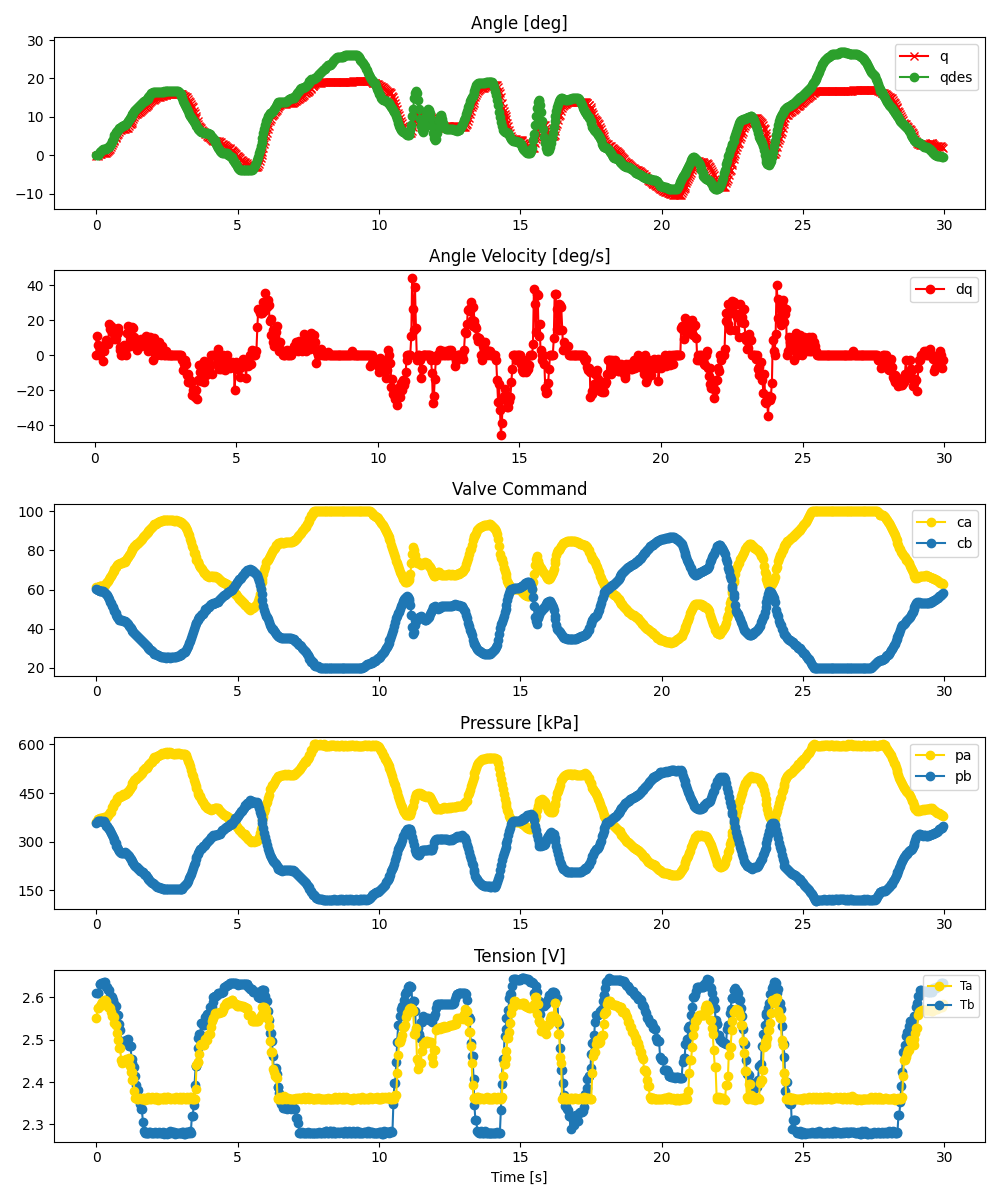 Angle [deg]
30
20
10
0
−10
q
qdes
0 5 10 15 20 25 30
Angle Velocity [deg/s]
40
20
0
−20
−40
dq
0 5 10 15 20 25 30
Valve Command
100
80
60
40
20
ca
cb
0 5 10 15 20 25 30
Pressure [kPa]
600
450
300
150
pa
pb
0 5 10 15 20 25 30
Tension [V]
2.6
2.5
2.4
2.3
Ta
Tb
0 5 10 15 20 25 30
Time [s]